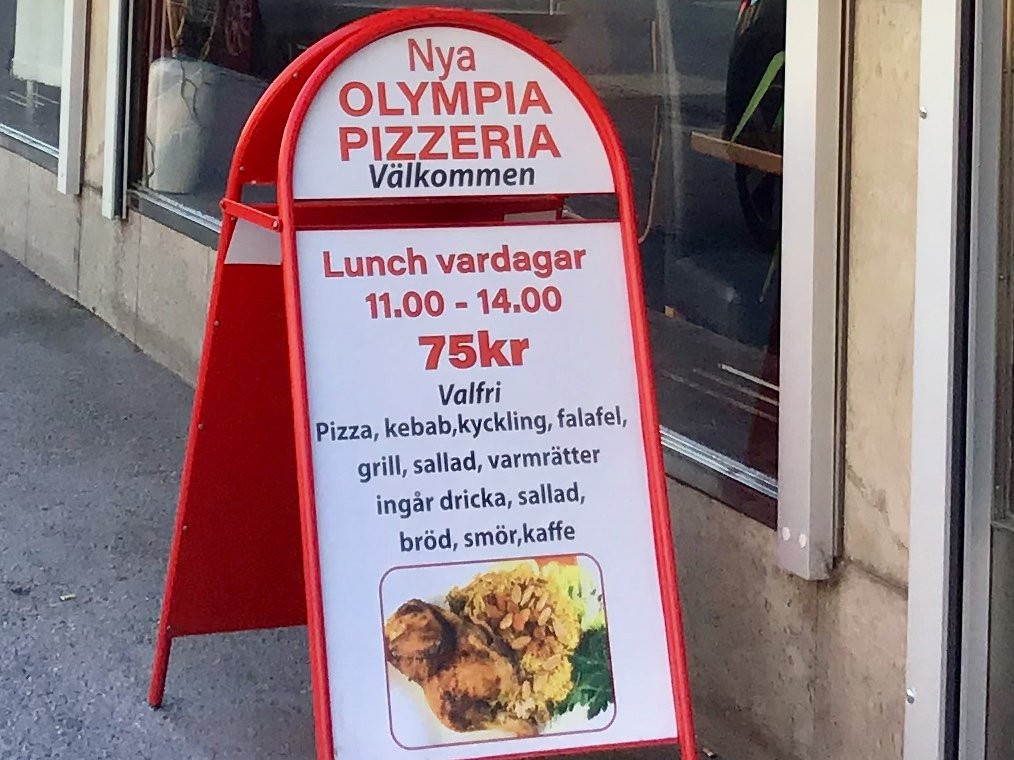 Nya
OLYMPIA
PIZZERIA
Välkommen
Lunch vardagar
11.00 - 14.00
75kr
Valfri
Pizza, kebab,kyckling, falafel,
grill, sallad, varmrätter
ingår dricka, sallad,
bröd, smör,kaffe